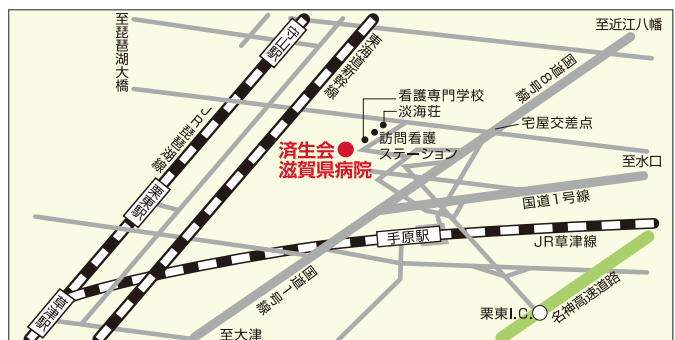 至琵琶湖大橋
守山駅
東海道新幹線
至近江八幡
国道8号線
看護専門学校
淡海荘
訪問看護
ステーション
宅屋交差点
済生会
滋賀県病院
至水口
JR琵琶湖線
栗東駅
国道1号線
手原駅
JR草津線
草津駅
国道1号線
至大津
栗東I.C.
名神高速道路